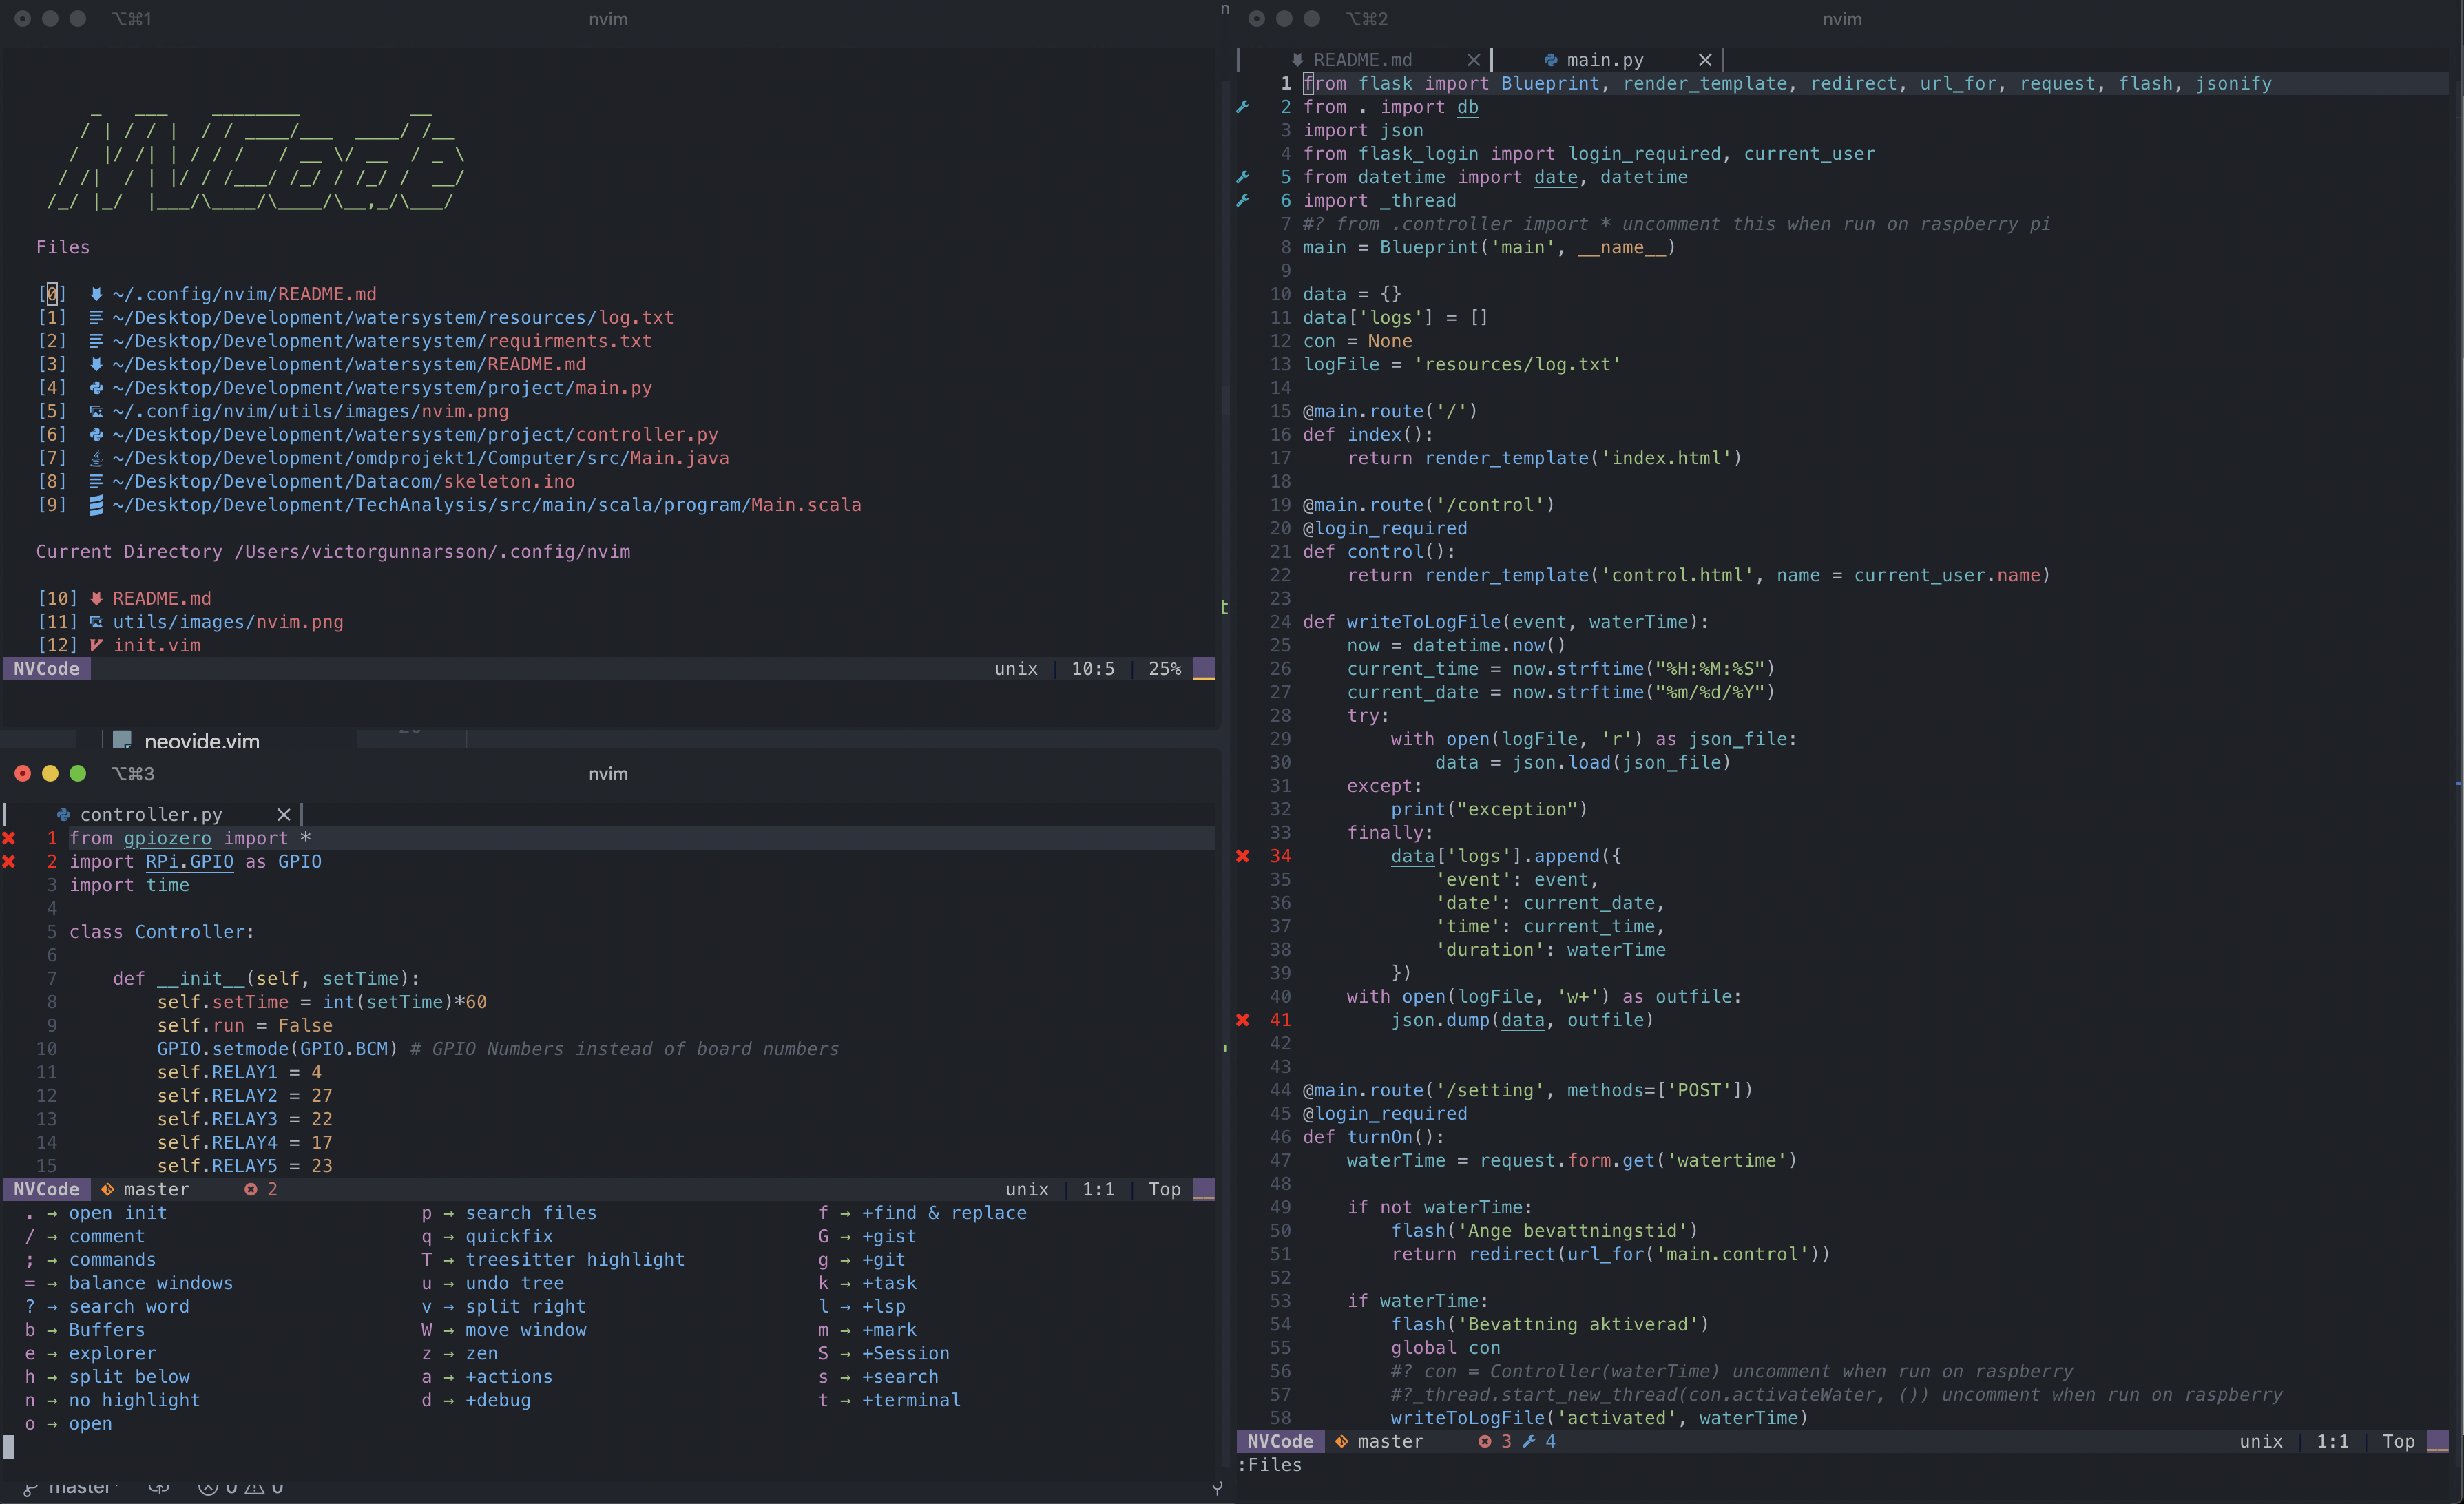 ⌥⌘1
nvim
   _   ___    ________          __
  / | / / |  / / ____/___  ____/ /__
 /  |/ /| | / / /   / __ \/ __  / _ \
/ /|  / | |/ / /___/ /_/ / /_/ /  __/
/_/ |_/  |___/\____/\____/\__,_/\___/
Files
[0] ~/.config/nvim/README.md
[1] ~/Desktop/Development/watersystem/resources/log.txt
[2] ~/Desktop/Development/watersystem/requirments.txt
[3] ~/Desktop/Development/watersystem/README.md
[4] ~/Desktop/Development/watersystem/project/main.py
[5] ~/.config/nvim/utils/images/nvim.png
[6] ~/Desktop/Development/watersystem/project/controller.py
[7] ~/Desktop/Development/omdprojekt1/Computer/src/Main.java
[8] ~/Desktop/Development/Datacom/skeleton.ino
[9] ~/Desktop/Development/TechAnalysis/src/main/scala/program/Main.scala
Current Directory /Users/victorgunnarsson/.config/nvim
[10] README.md
[11] utils/images/nvim.png
[12] init.vim
NVCode unix 10:5 25%
neovide.vim
⌥⌘3
nvim
controller.py
1 from gpiozero import *
2 import RPi.GPIO as GPIO
3 import time
4
5 class Controller:
6
7     def __init__(self, setTime):
8         self.setTime = int(setTime)*60
9         self.run = False
10         GPIO.setmode(GPIO.BCM) # GPIO Numbers instead of board numbers
11         self.RELAY1 = 4
12         self.RELAY2 = 27
13         self.RELAY3 = 22
14         self.RELAY4 = 17
15         self.RELAY5 = 23
NVCode master 2 unix 1:1 Top
. → open init p → search files f → +find & replace
/ → comment q → quickfix G → +gist
; → commands T → treesitter highlight g → +git
= → balance windows u → undo tree k → +task
? → search word v → split right l → +lsp
b → Buffers W → move window m → +mark
e → explorer z → zen S → +Session
h → split below a → +actions s → +search
n → no highlight d → +debug t → +terminal
o → open
master*
0 0
n
t
⌥⌘2
nvim
README.md main.py
1 from flask import Blueprint, render_template, redirect, url_for, request, flash, jsonify
2 from . import db
3 import json
4 from flask_login import login_required, current_user
5 from datetime import date, datetime
6 import _thread
7 #? from .controller import * uncomment this when run on raspberry pi
8 main = Blueprint('main', __name__)
9
10 data = {}
11 data['logs'] = []
12 con = None
13 logFile = 'resources/log.txt'
14
15 @main.route('/')
16 def index():
17     return render_template('index.html')
18
19 @main.route('/control')
20 @login_required
21 def control():
22     return render_template('control.html', name = current_user.name)
23
24 def writeToLogFile(event, waterTime):
25     now = datetime.now()
26     current_time = now.strftime("%H:%M:%S")
27     current_date = now.strftime("%m/%d/%Y")
28     try:
29         with open(logFile, 'r') as json_file:
30             data = json.load(json_file)
31     except:
32         print("exception")
33     finally:
34         data['logs'].append({
35             'event': event,
36             'date': current_date,
37             'time': current_time,
38             'duration': waterTime
39         })
40     with open(logFile, 'w+') as outfile:
41         json.dump(data, outfile)
42
43
44 @main.route('/setting', methods=['POST'])
45 @login_required
46 def turnOn():
47     waterTime = request.form.get('watertime')
48
49     if not waterTime:
50         flash('Ange bevattningstid')
51         return redirect(url_for('main.control'))
52
53     if waterTime:
54         flash('Bevattning aktiverad')
55         global con
56         #? con = Controller(waterTime) uncomment when run on raspberry
57         #?_thread.start_new_thread(con.activateWater, ()) uncomment when run on raspberry
58         writeToLogFile('activated', waterTime)
NVCode master 3 4 unix 1:1 Top
:Files